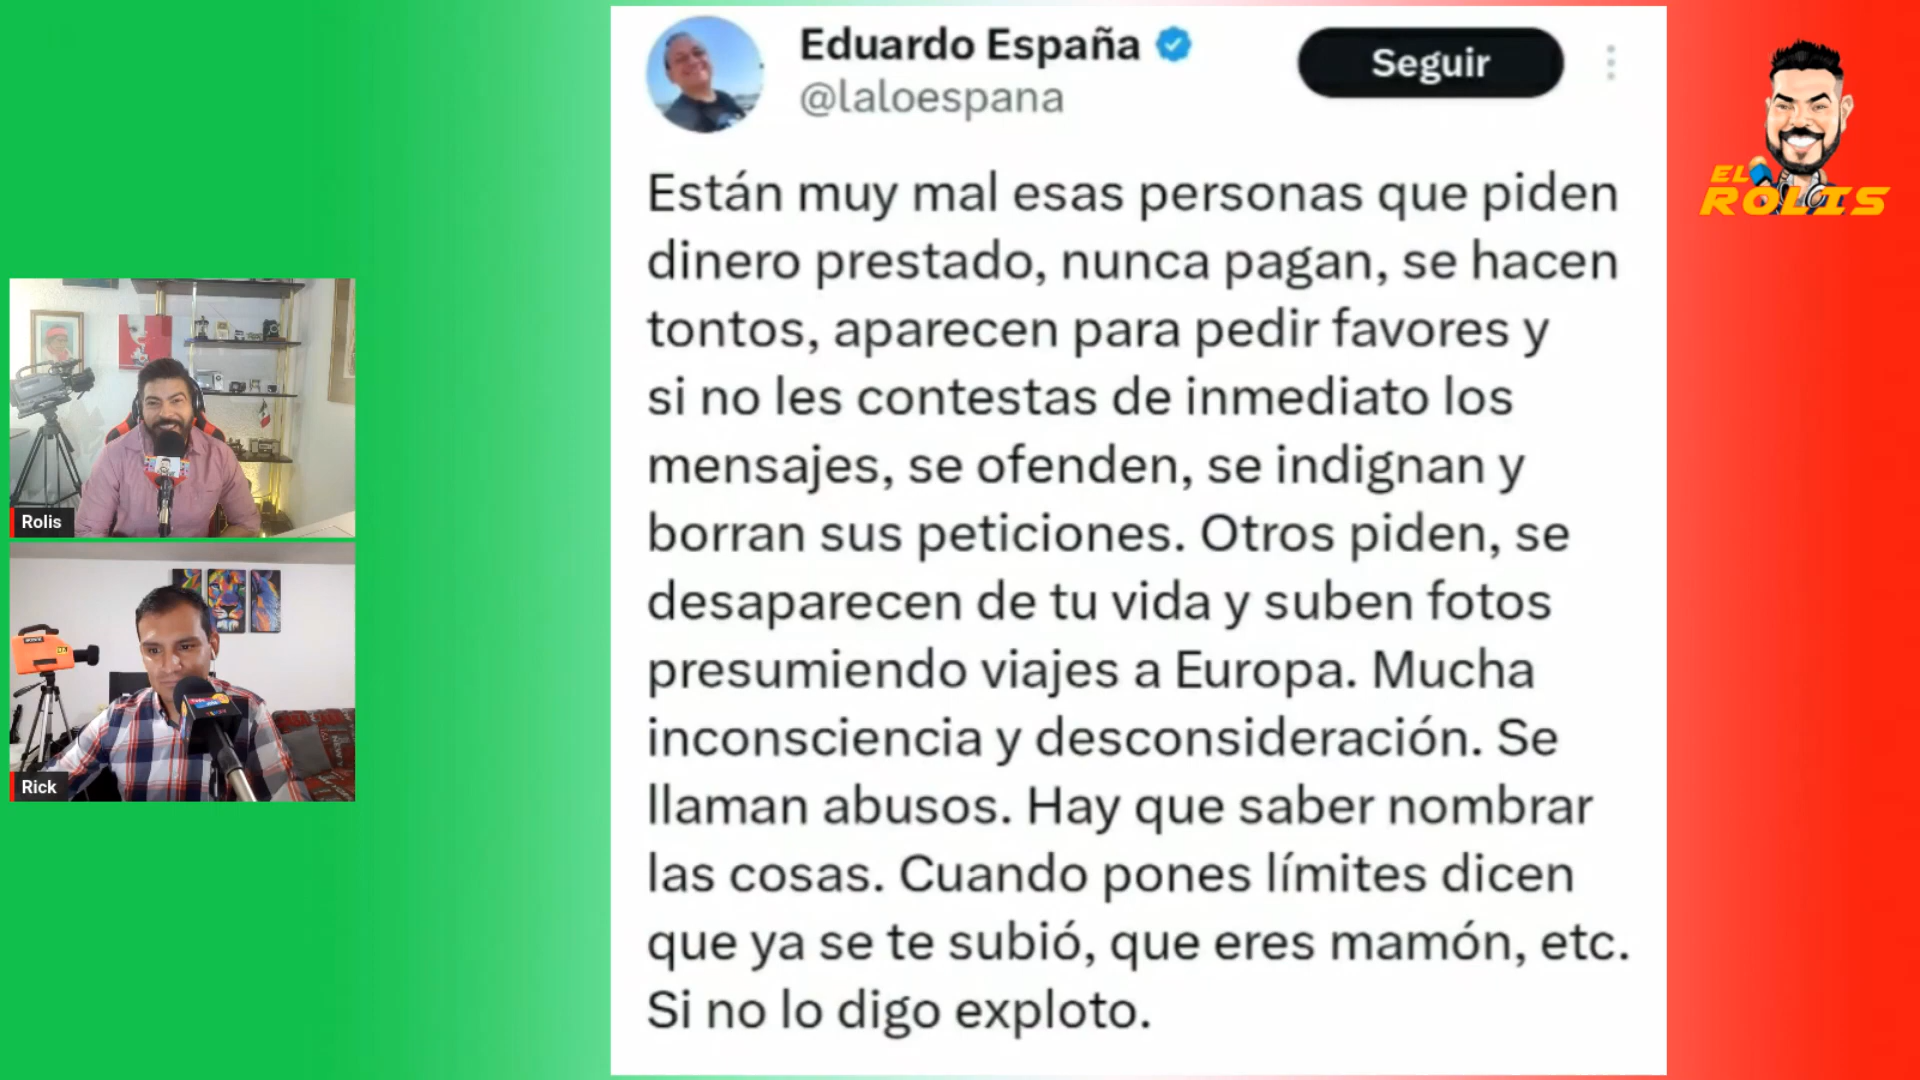 Eduardo España
@laloespana
Seguir
Están muy mal esas personas que piden
dinero prestado, nunca pagan, se hacen
tontos, aparecen para pedir favores y
si no les contestas de inmediato los
mensajes, se ofenden, se indignan y
borran sus peticiones. Otros piden, se
desaparecen de tu vida y suben fotos
presumiendo viajes a Europa. Mucha
inconsciencia y desconsideración. Se
llaman abusos. Hay que saber nombrar
las cosas. Cuando pones límites dicen
que ya se te subió, que eres mamón, etc.
Si no lo digo exploto.
EL
ROLIS
Rolis
Rick